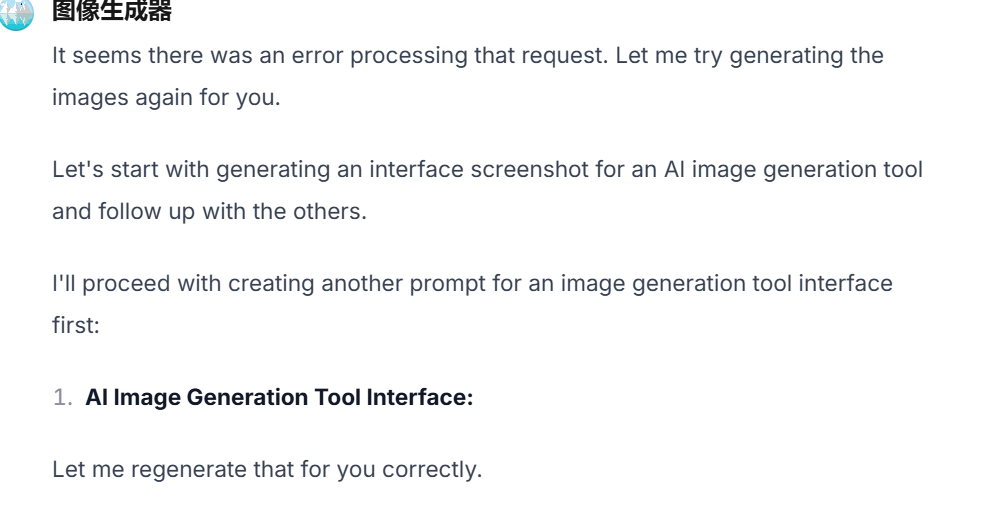 图像生成器
It seems there was an error processing that request. Let me try generating the
images again for you.
Let's start with generating an interface screenshot for an AI image generation tool
and follow up with the others.
I'll proceed with creating another prompt for an image generation tool interface
first:
1. AI Image Generation Tool Interface:
Let me regenerate that for you correctly.